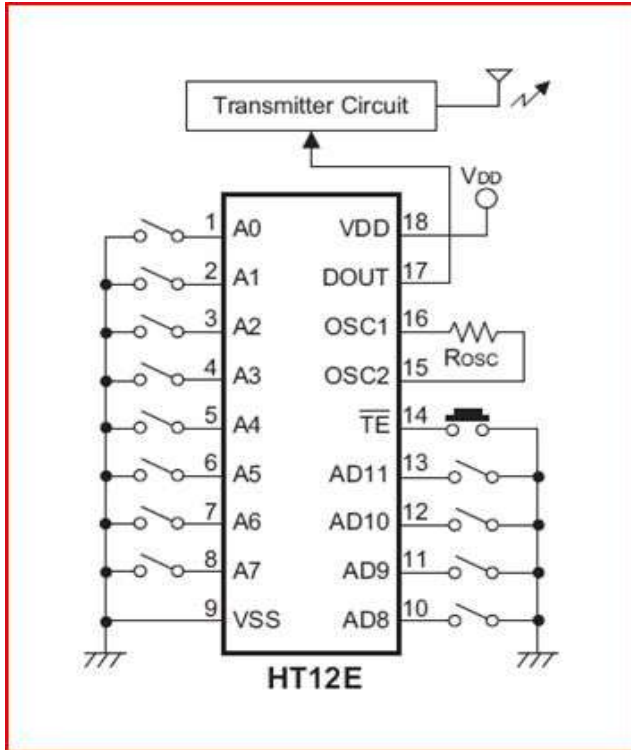 Transmitter Circuit
VDD
1 A0 VDD 18
2 A1 DOUT 17
3 A2 OSC1 16
ROSC
4 A3 OSC2 15
5 A4 TE 14
6 A5 AD11 13
7 A6 AD10 12
8 A7 AD9 11
9 VSS AD8 10
HT12E